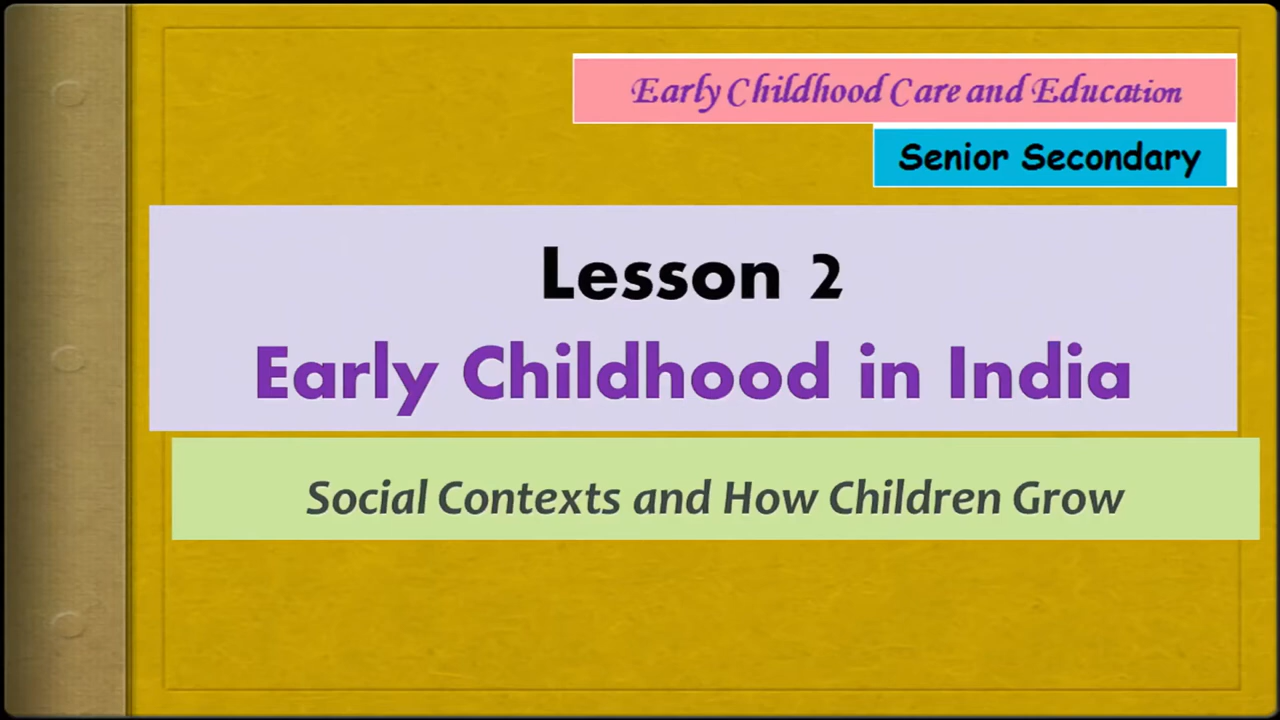 Early Childhood Care and Education
Senior Secondary
Lesson 2
Early Childhood in India
Social Contexts and How Children Grow